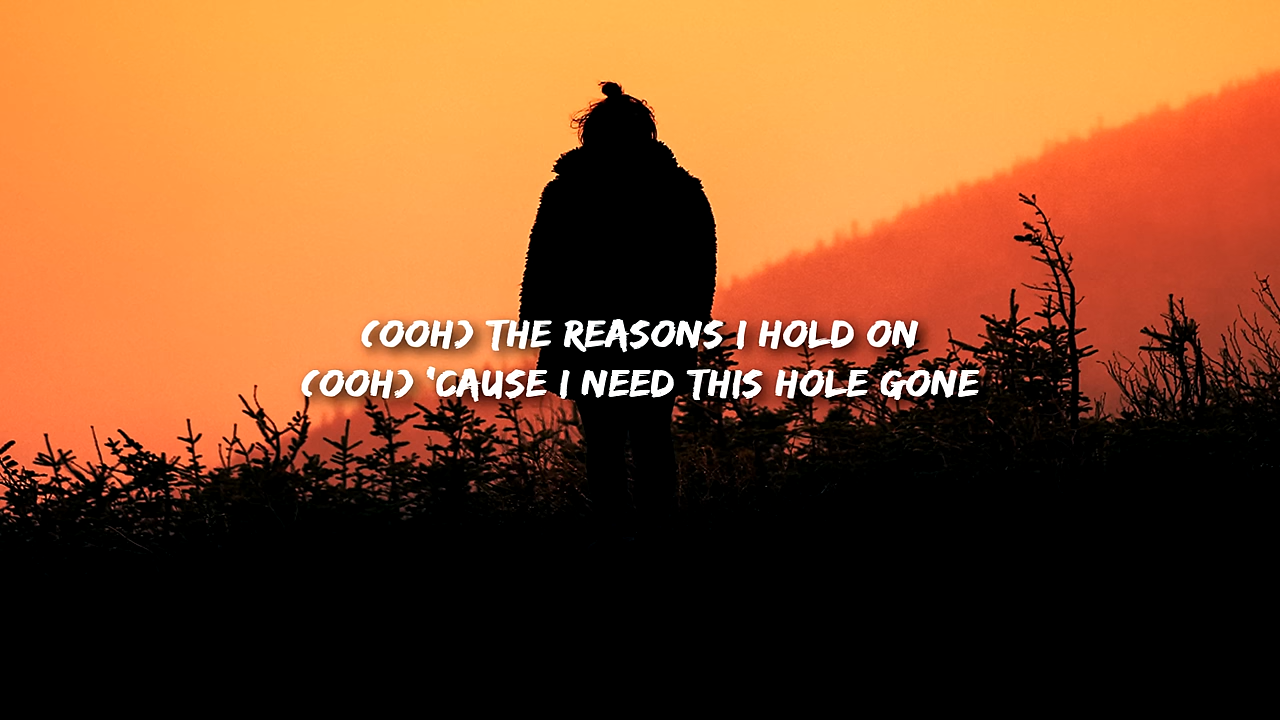 (OOH) THE REASONS I HOLD ON
(OOH) 'CAUSE I NEED THIS HOLE GONE